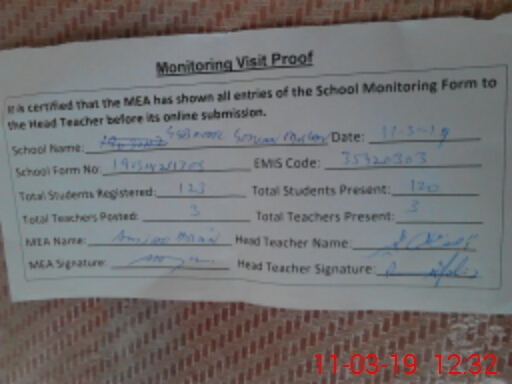 Monitoring Visit Proof
It is certified that the MEA has shown all entries of the School Monitoring Form to
the Head Teacher before its online submission.
School Name: Date: 11-3-19
School Form No: EMIS Code: 35320303
Total Students Registered: 123 Total Students Present: 120
Total Teachers Posted: 3 Total Teachers Present: 3
MEA Name: Head Teacher Name:
MEA Signature: Head Teacher Signature:
11-03-19 12:32